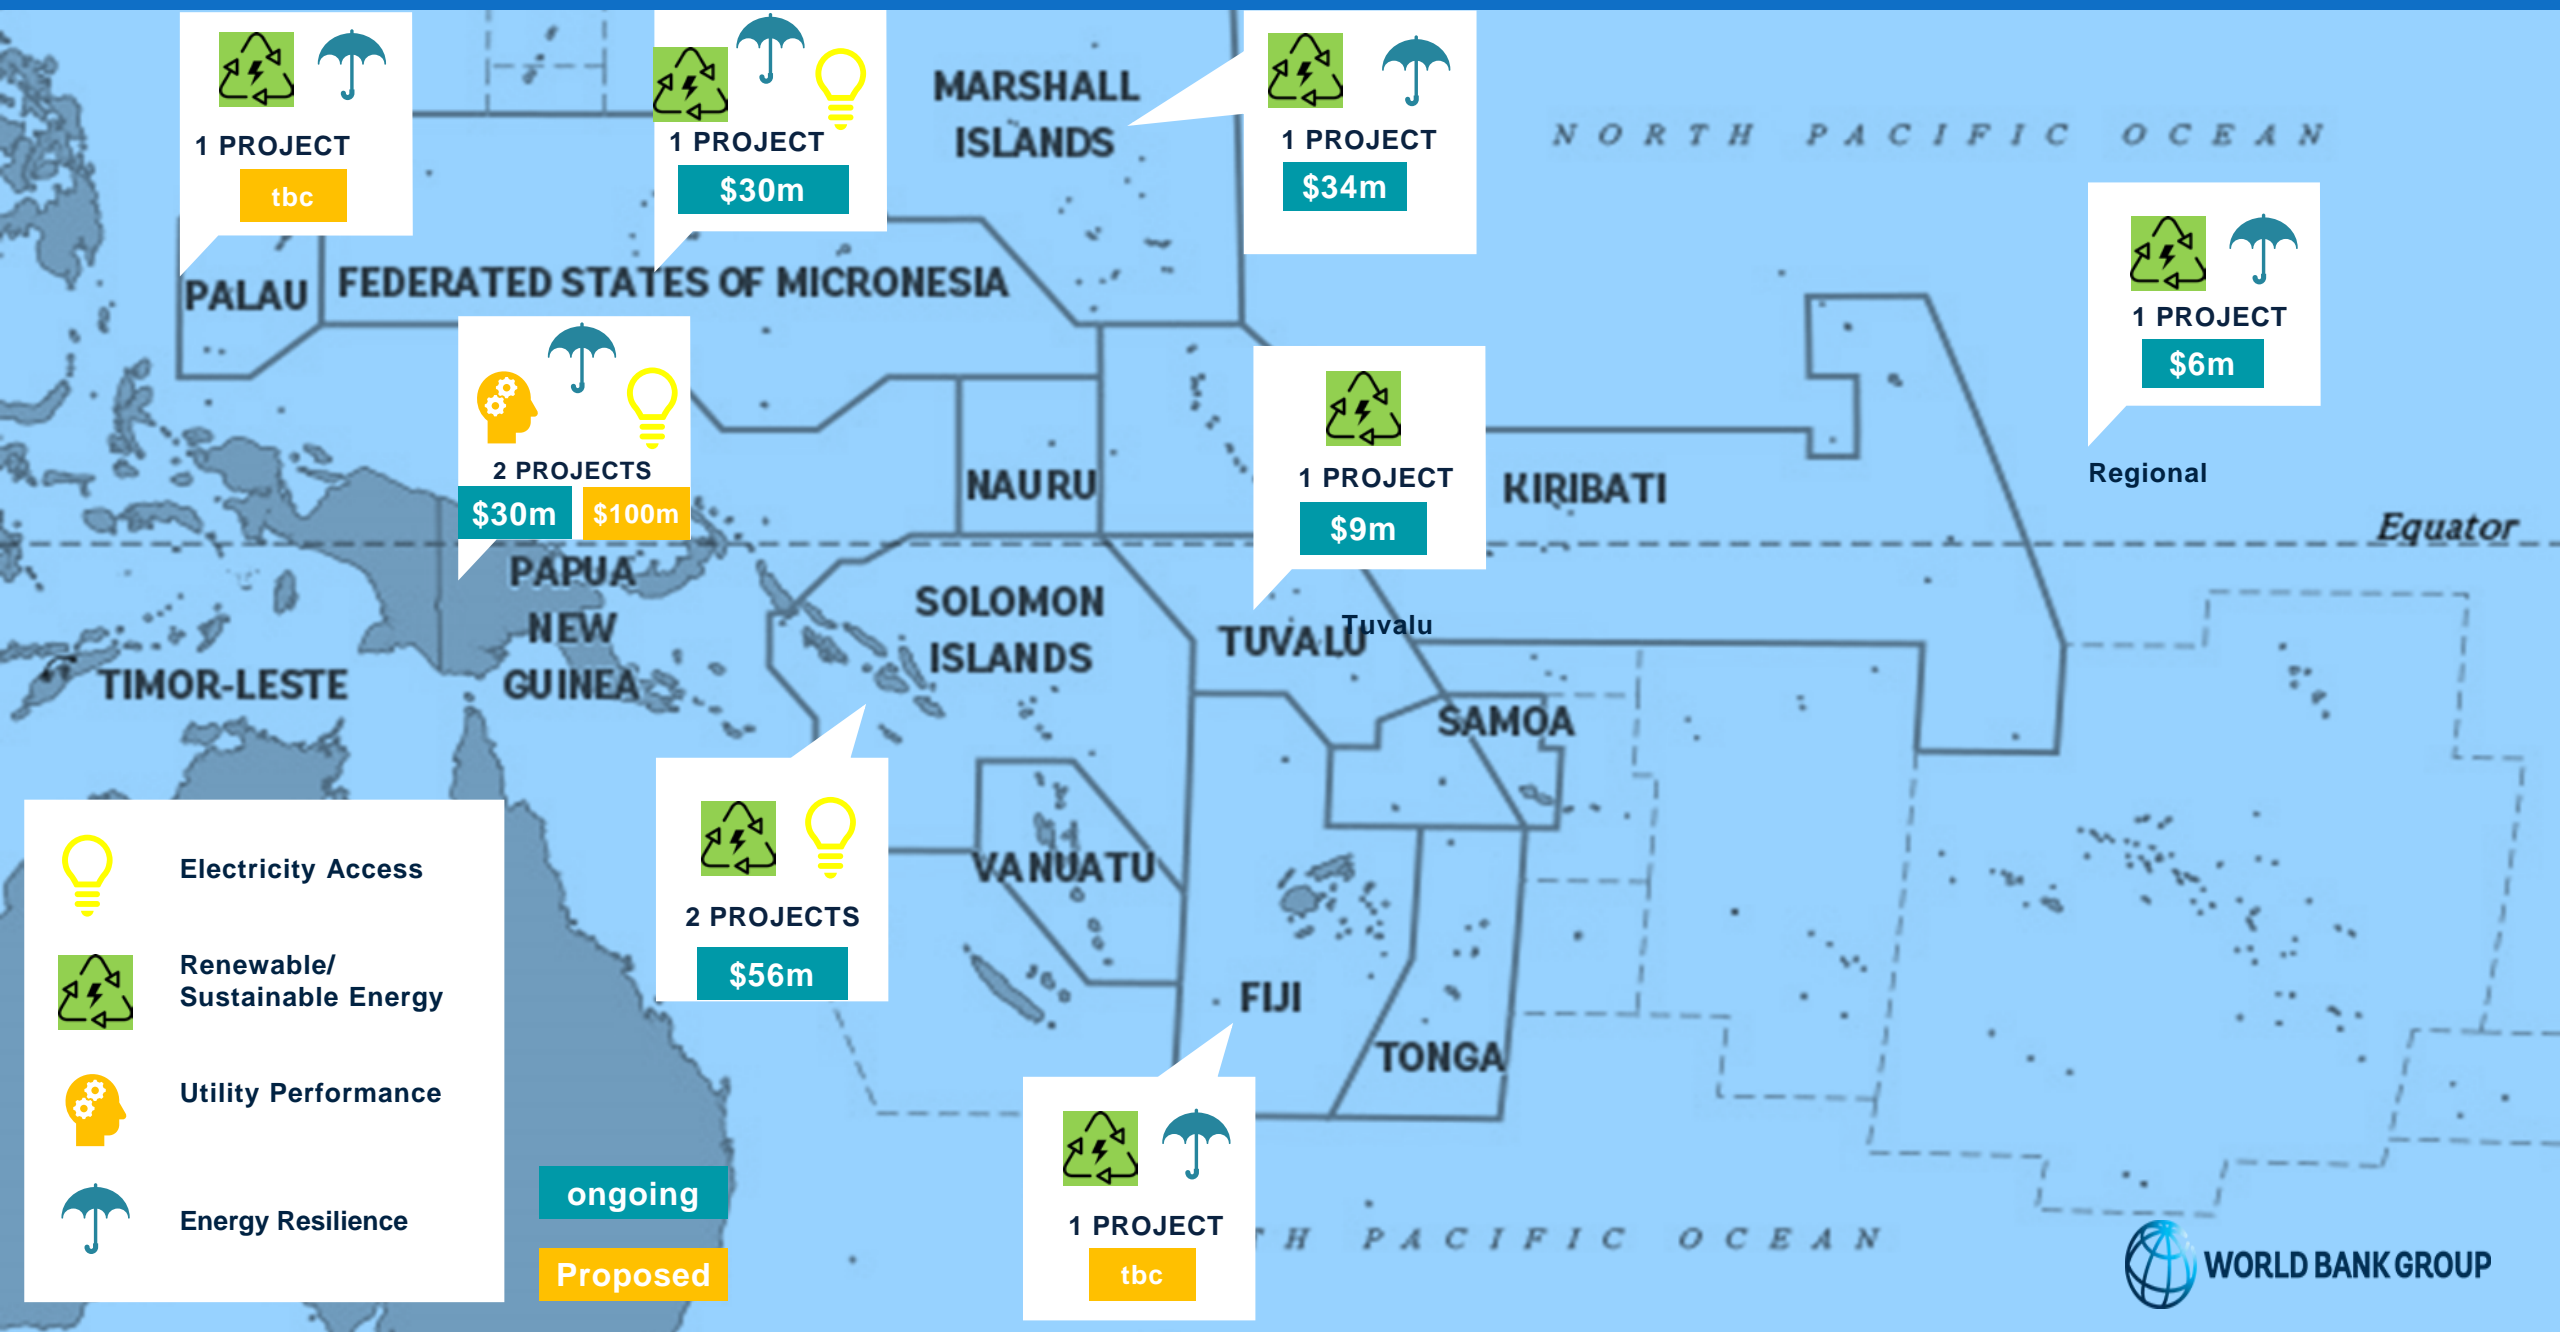 1 PROJECT
tbc
1 PROJECT
$30m
MARSHALL
ISLANDS
1 PROJECT
$34m
NORTH PACIFIC OCEAN
1 PROJECT
$6m
Regional
PALAU
FEDERATED STATES OF MICRONESIA
2 PROJECTS
$30m
$100m
NAURU
1 PROJECT
$9m
KIRIBATI
Equator
PAPUA
NEW
GUINEA
SOLOMON
ISLANDS
TUVALU
Tuvalu
TIMOR-LESTE
SAMOA
2 PROJECTS
$56m
VANUATU
FIJI
TONGA
Electricity Access
Renewable/
Sustainable Energy
Utility Performance
Energy Resilience
ongoing
Proposed
1 PROJECT
tbc
TH PACIFIC OCEAN
WORLD BANK GROUP